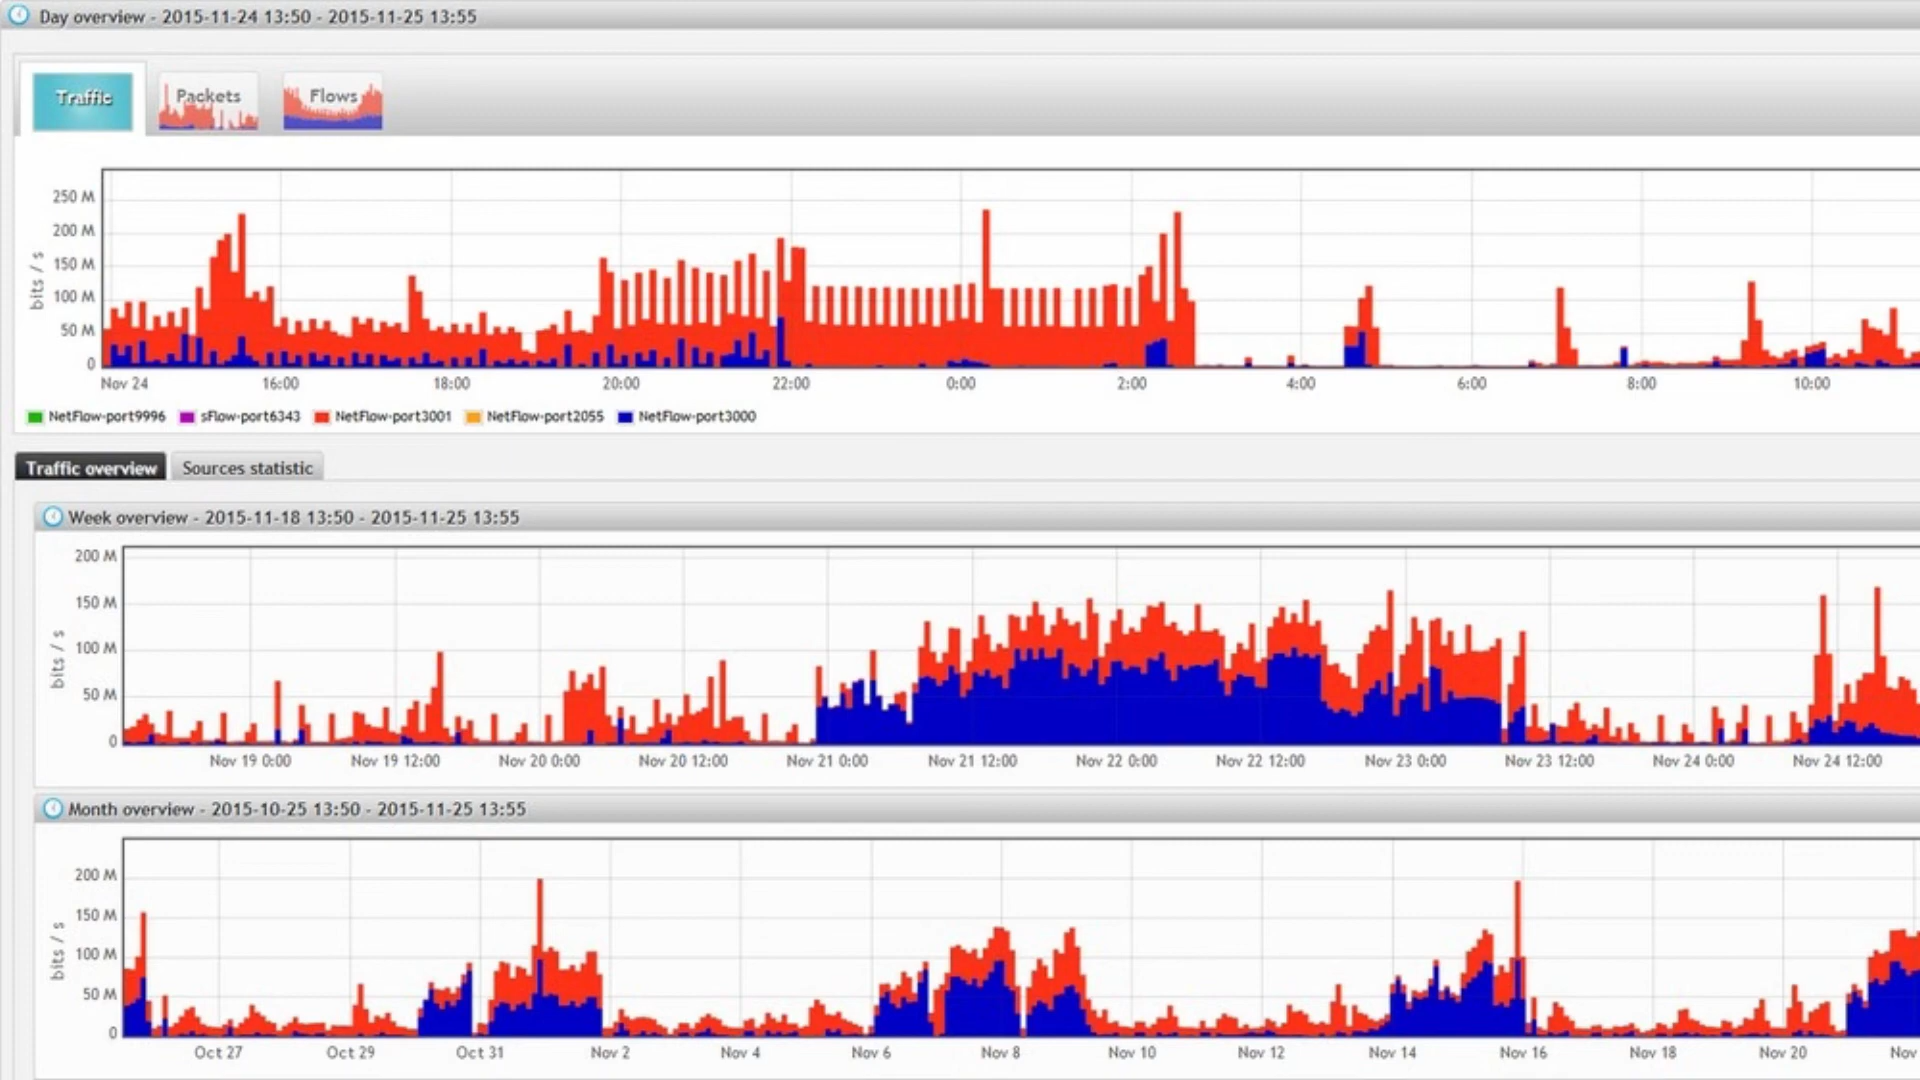 Day overview - 2015-11-24 13:50 - 2015-11-25 13:55
Traffic Packets Flows
250 M
200 M
150 M
100 M
50 M
0
bits / s
Nov 24 16:00 18:00 20:00 22:00 0:00 2:00 4:00 6:00 8:00 10:00
NetFlow-port9996 sFlow-port6343 NetFlow-port3001 NetFlow-port2055 NetFlow-port3000
Traffic overview Sources statistic
Week overview - 2015-11-18 13:50 - 2015-11-25 13:55
200 M
150 M
100 M
50 M
0
bits / s
Nov 19 0:00 Nov 19 12:00 Nov 20 0:00 Nov 20 12:00 Nov 21 0:00 Nov 21 12:00 Nov 22 0:00 Nov 22 12:00 Nov 23 0:00 Nov 23 12:00 Nov 24 0:00 Nov 24 12:00
Month overview - 2015-10-25 13:50 - 2015-11-25 13:55
200 M
150 M
100 M
50 M
0
bits / s
Oct 27 Oct 29 Oct 31 Nov 2 Nov 4 Nov 6 Nov 8 Nov 10 Nov 12 Nov 14 Nov 16 Nov 18 Nov 20 Nov